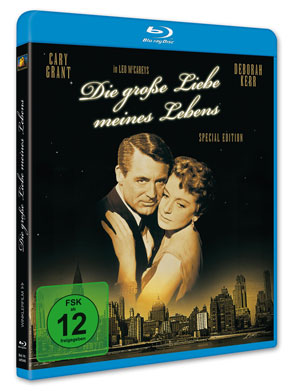 Blu-ray Disc
CARY
GRANT
in LEO McCAREYS
DEBORAH
KERR
Die große Liebe
meines Lebens
SPECIAL EDITION
FSK
ab
12
freigegeben
Die große Liebe meines Lebens